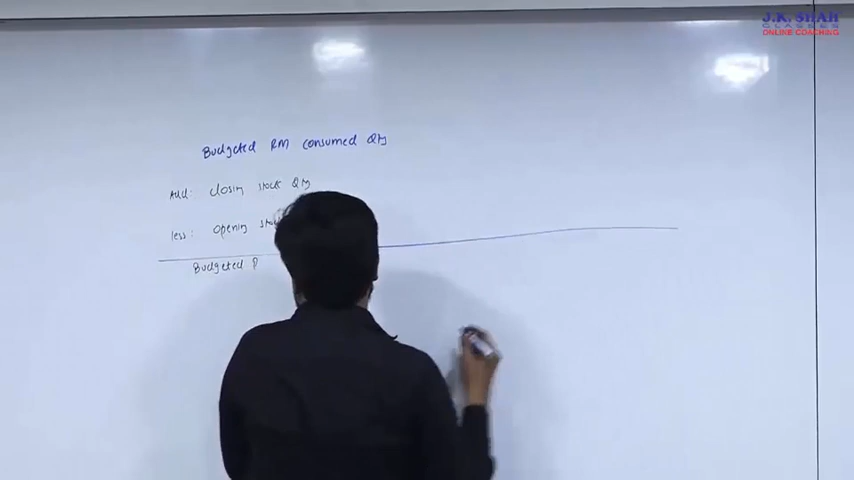 J.K. SHAH
CLASSES
ONLINE COACHING
Budgeted RM consumed Qty
Add: closing stock Qty
less: opening
Budgeted